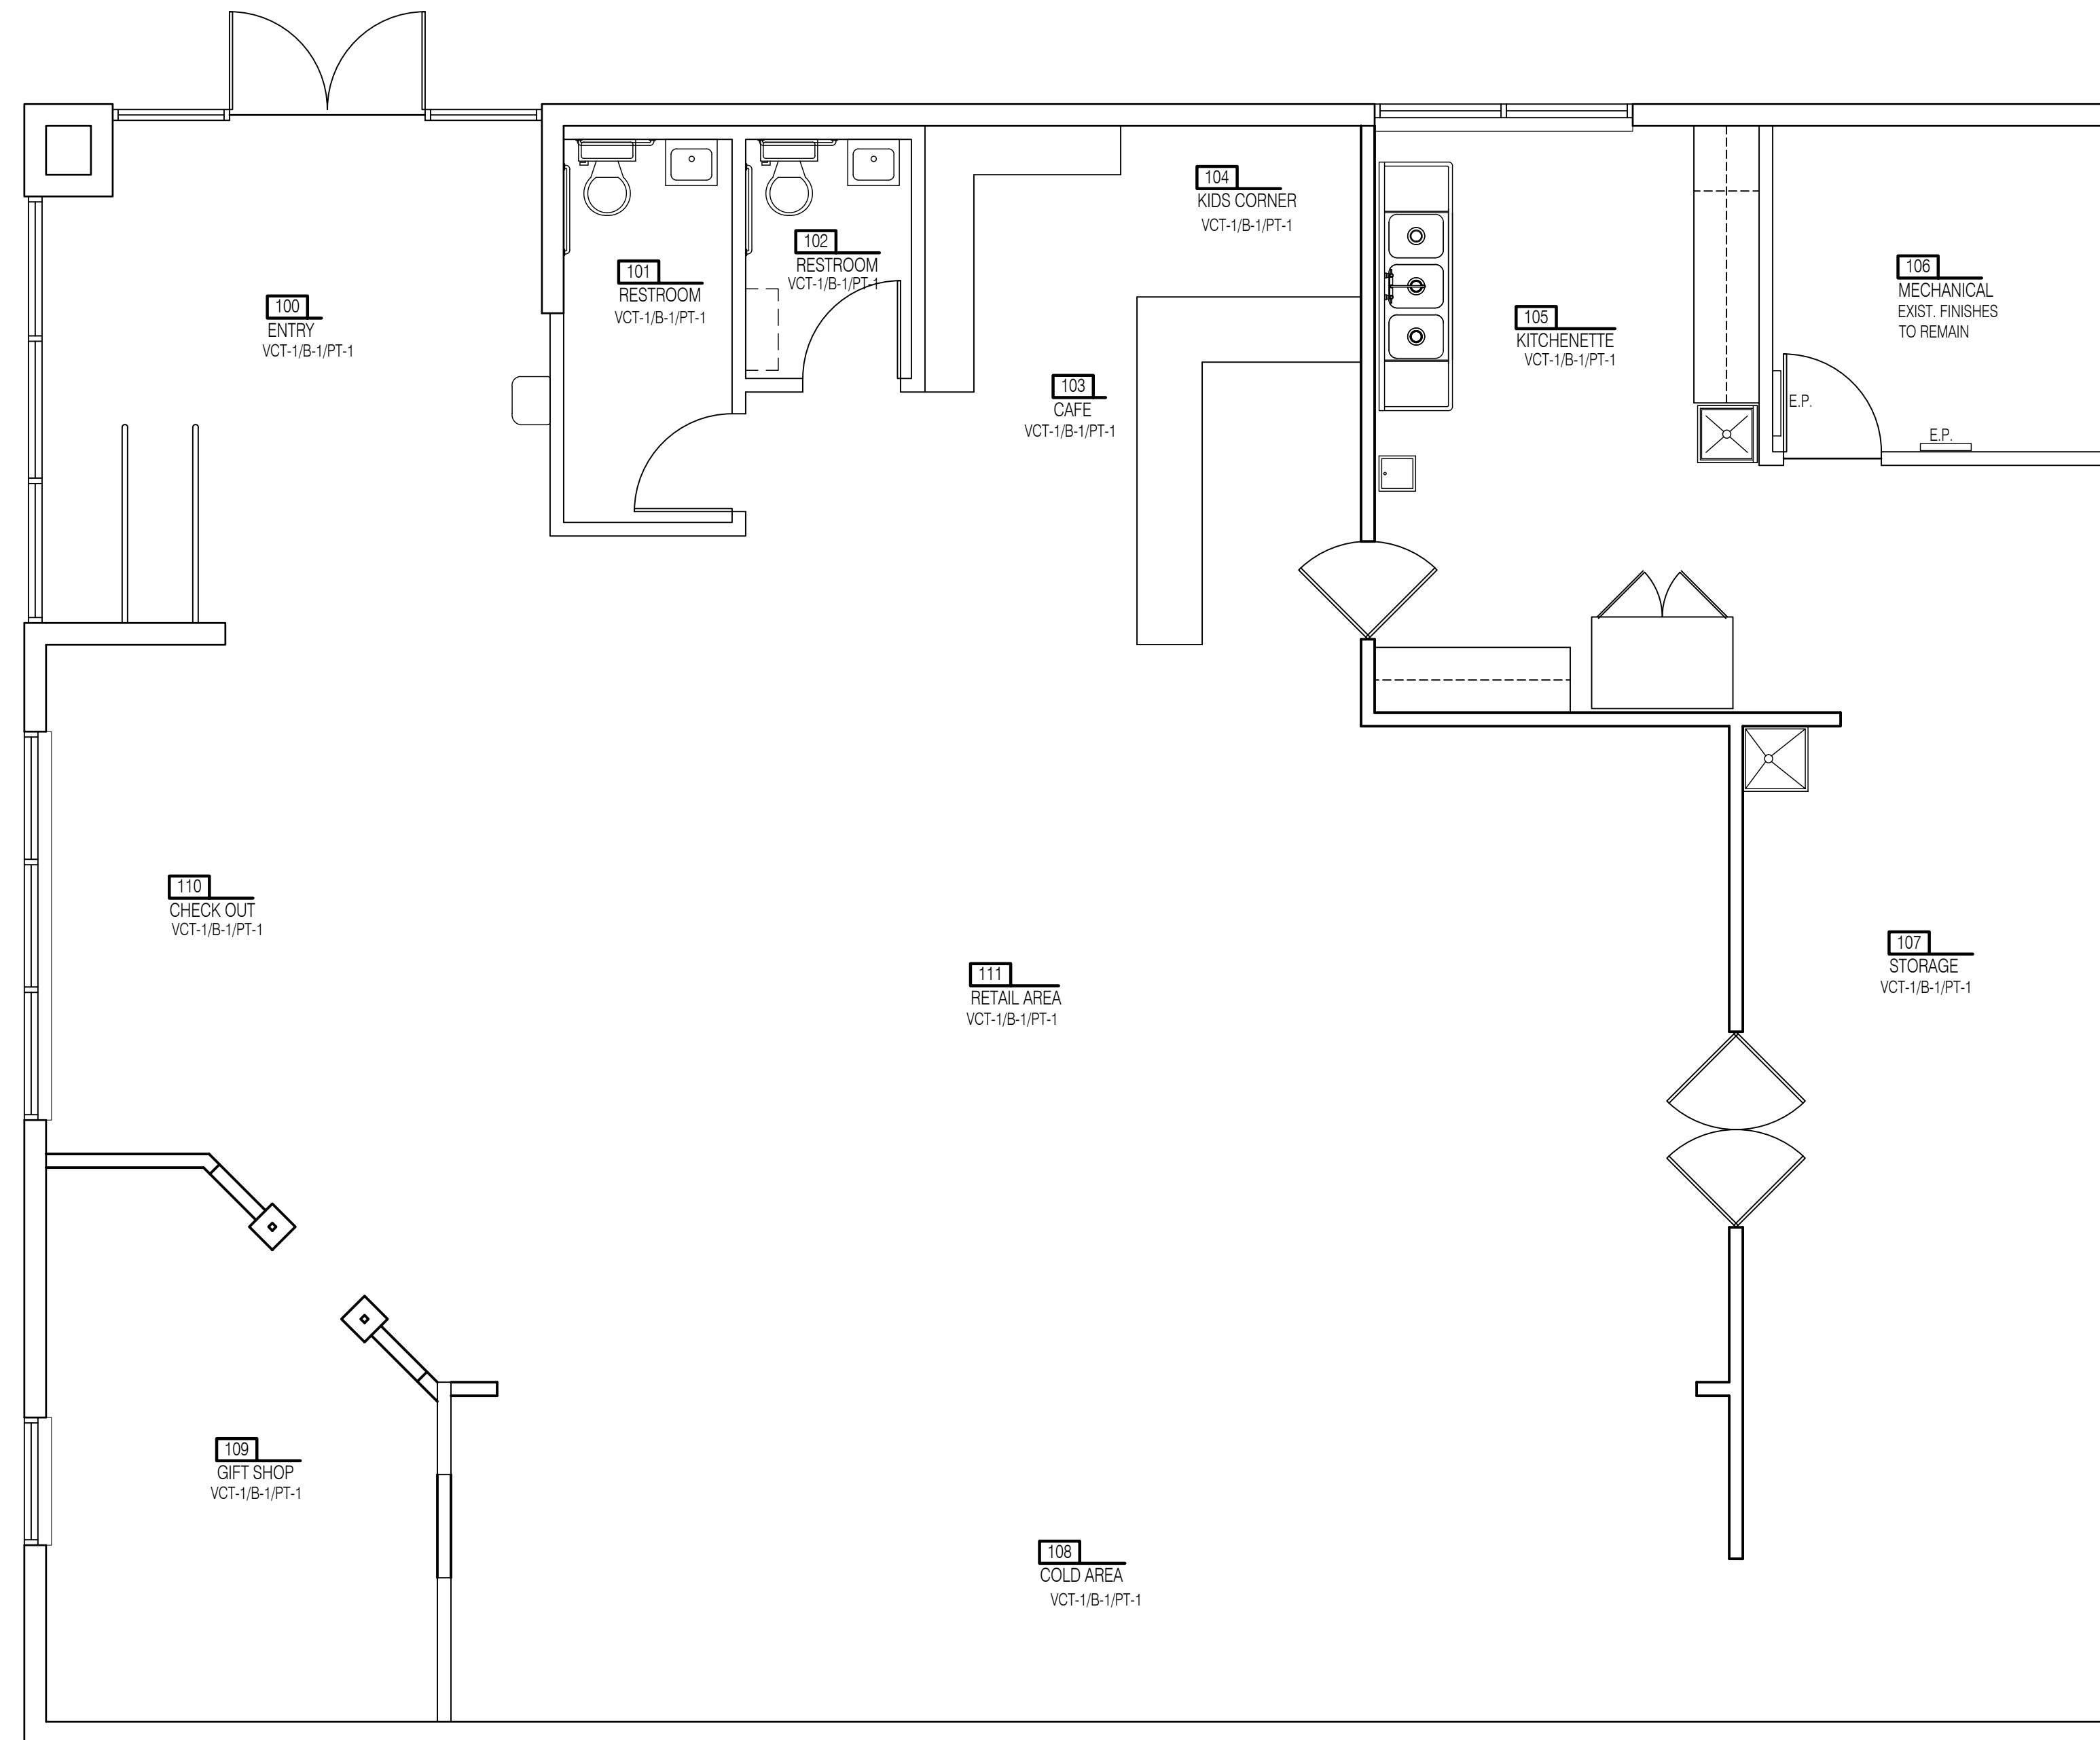 104
KIDS CORNER
VCT-1/B-1/PT-1
102
RESTROOM
VCT-1/B-1/PT-1
101
RESTROOM
VCT-1/B-1/PT-1
106
MECHANICAL
EXIST. FINISHES
TO REMAIN
100
ENTRY
VCT-1/B-1/PT-1
105
KITCHENETTE
VCT-1/B-1/PT-1
103
CAFE
VCT-1/B-1/PT-1
E.P.
E.P.
110
CHECK OUT
VCT-1/B-1/PT-1
111
RETAIL AREA
VCT-1/B-1/PT-1
107
STORAGE
VCT-1/B-1/PT-1
109
GIFT SHOP
VCT-1/B-1/PT-1
108
COLD AREA
VCT-1/B-1/PT-1